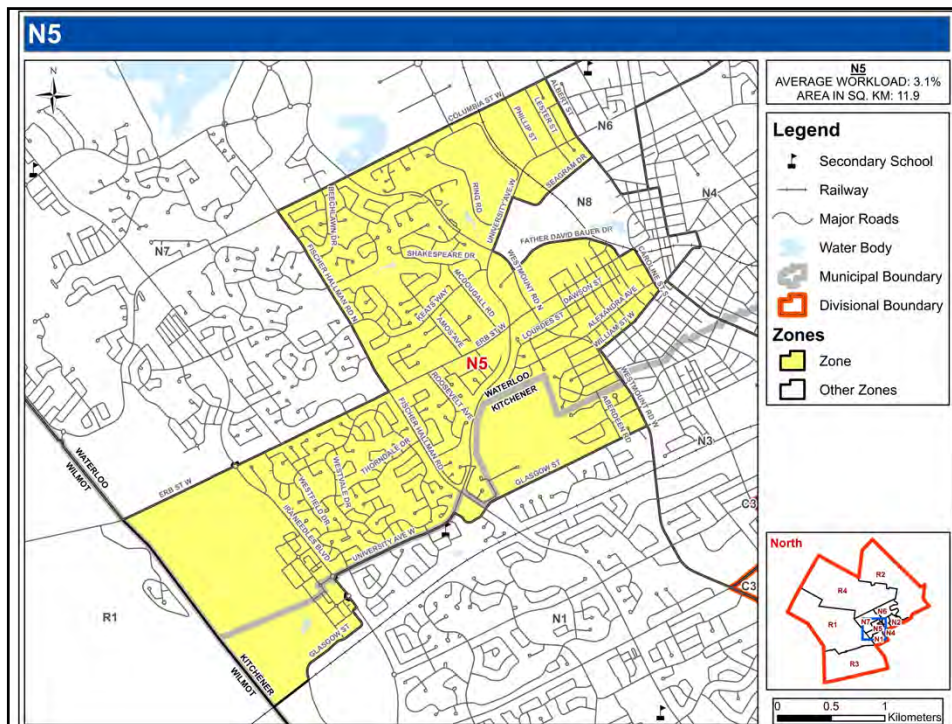 N5
N5
AVERAGE WORKLOAD: 3.1%
AREA IN SQ. KM: 11.9
Legend
Secondary School
Railway
Major Roads
Water Body
Municipal Boundary
Divisional Boundary
Zones
Zone
Other Zones
North
R2
R4
N6
R1
N7
N2
N5
N4
N1
R3
0 0.5 1
Kilometers
N
COLUMBIA ST W
ALBERT ST
LESTER ST
PHILLIP ST
N6
SEAGRAM DR
RING RD
BEECHLAWN DR
UNIVERSITY AVE W
N8
N4
N7
FISCHER HALLMAN RD N
SHAKESPEARE DR
FATHER DAVID BAUER DR
WESTMOUNT RD N
CAROLINE ST S
MCDOUGALL RD
KEATS WAY
DAWSON ST
ALEXANDRA AVE
AMOS AVE
ERB ST W
LOURDES ST
WILLIAM ST W
N5
ROOSEVELT AVE
WATERLOO
KITCHENER
WESTMOUNT RD W
ABERDEEN RD
FISCHER HALLMAN RD
THORNDALE DR
N3
WATERLOO
WILMOT
ERB ST W
WESTVALE DR
WESTFIELD DR
IRA NEEDLES BLVD
GLASGOW ST
UNIVERSITY AVE W
C3
C3
R1
N1
GLASGOW ST
KITCHENER
WILMOT